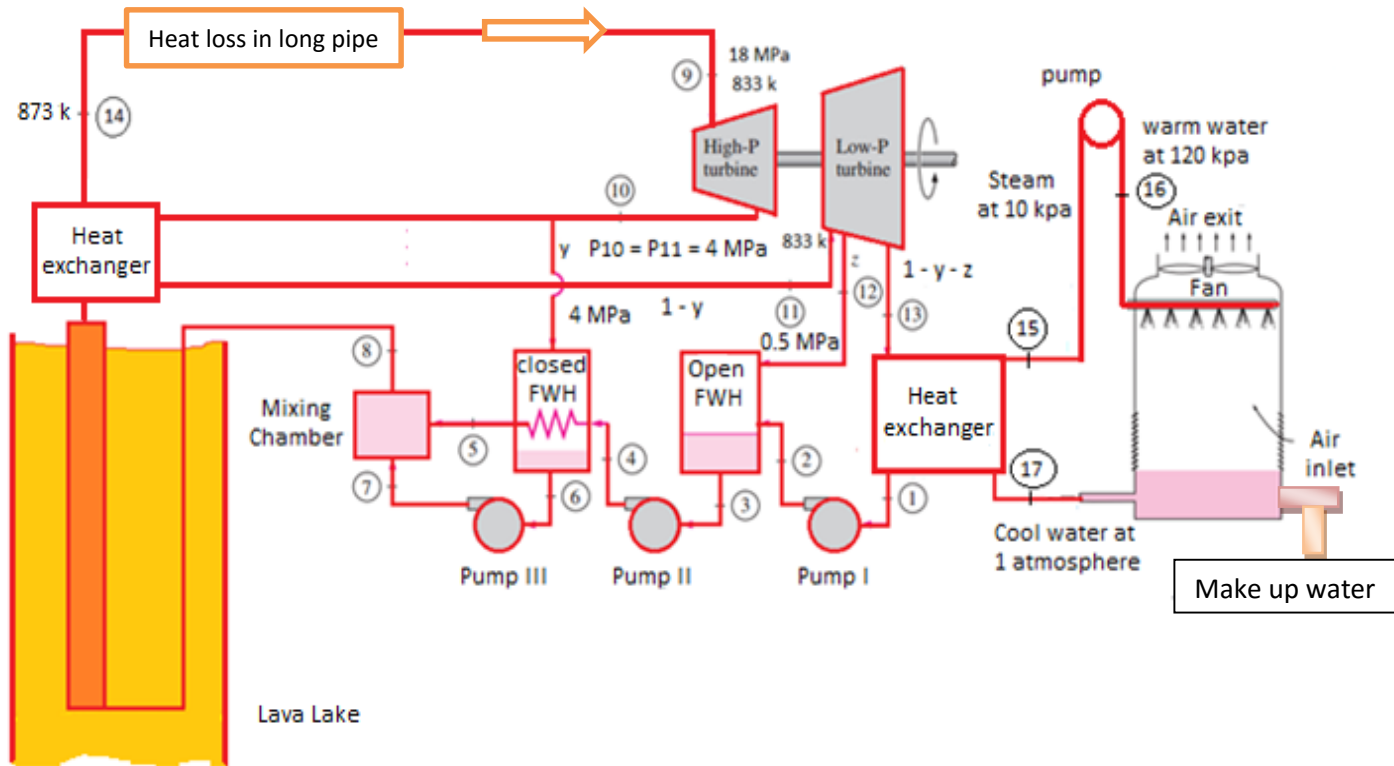 Heat loss in long pipe
18 MPa
9
833 k
pump
873 k
14
High-P
turbine
Low-P
turbine
warm water
at 120 kpa
Steam
at 10 kpa
16
10
Air exit
Heat
exchanger
y
P10 = P11 = 4 MPa
833 k
z
1 - y - z
Fan
4 MPa
1 - y
11
12
13
15
8
0.5 MPa
closed
FWH
Open
FWH
Heat
exchanger
Mixing
Chamber
5
4
2
Air
inlet
7
6
3
1
17
Pump III
Pump II
Pump I
Cool water at
1 atmosphere
Make up water
Lava Lake